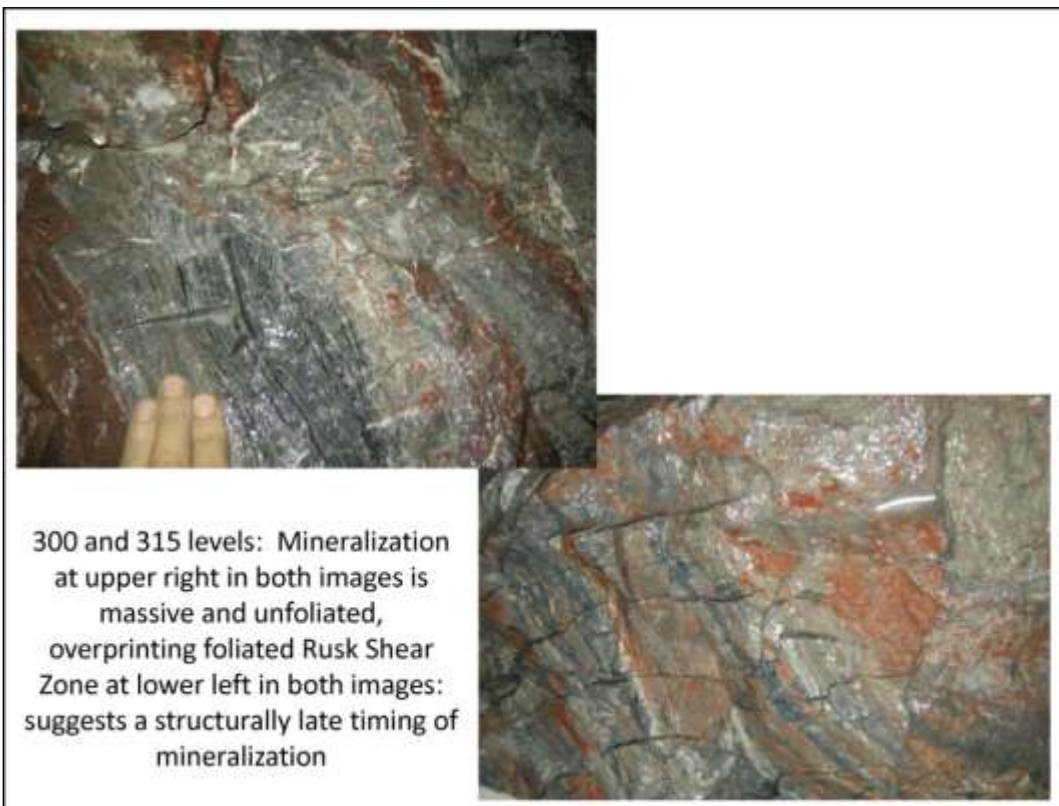 300 and 315 levels:  Mineralization
at upper right in both images is
massive and unfoliated,
overprinting foliated Rusk Shear
Zone at lower left in both images:
suggests a structurally late timing of
mineralization